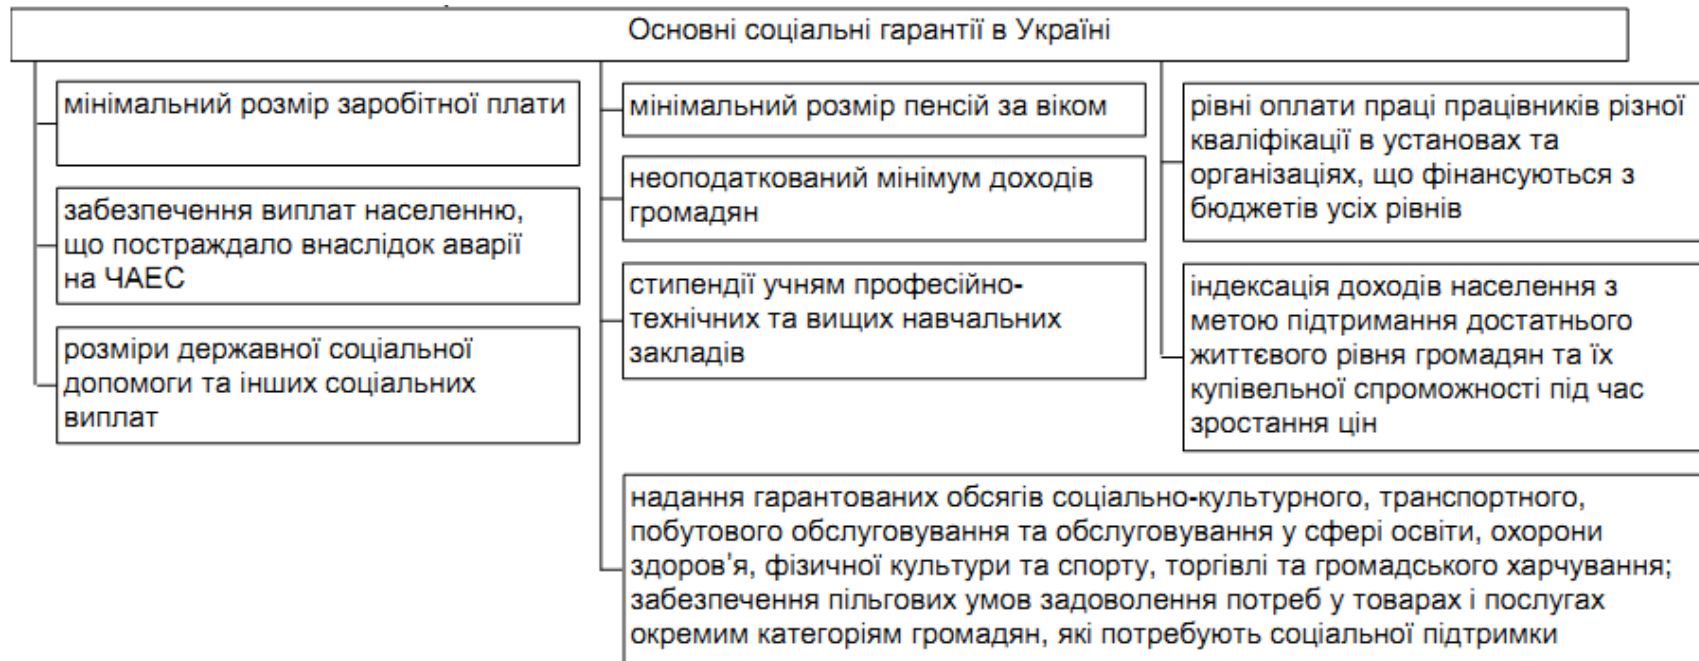 Основні соціальні гарантії в Україні
мінімальний розмір заробітної плати
забезпечення виплат населенню,
що постраждало внаслідок аварії
на ЧАЕС
розміри державної соціальної
допомоги та інших соціальних
виплат
мінімальний розмір пенсій за віком
неоподаткований мінімум доходів
громадян
стипендії учням професійно-
технічних та вищих навчальних
закладів
рівні оплати праці працівників різної
кваліфікації в установах та
організаціях, що фінансуються з
бюджетів усіх рівнів
індексація доходів населення з
метою підтримання достатнього
життєвого рівня громадян та їх
купівельної спроможності під час
зростання цін
надання гарантованих обсягів соціально-культурного, транспортного,
побутового обслуговування та обслуговування у сфері освіти, охорони
здоров'я, фізичної культури та спорту, торгівлі та громадського харчування;
забезпечення пільгових умов задоволення потреб у товарах і послугах
окремим категоріям громадян, які потребують соціальної підтримки